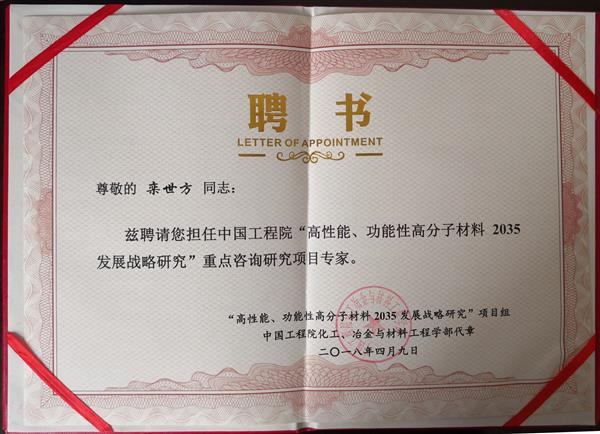 聘 书
LETTER OF APPOINTMENT
尊敬的 栾世方 同志：
兹聘请您担任中国工程院“高性能、功能性高分子材料 2035
发展战略研究”重点咨询研究项目专家。
“高性能、功能性高分子材料 2035 发展战略研究”项目组
中国工程院化工、冶金与材料工程学部代章
二〇一八年四月九日